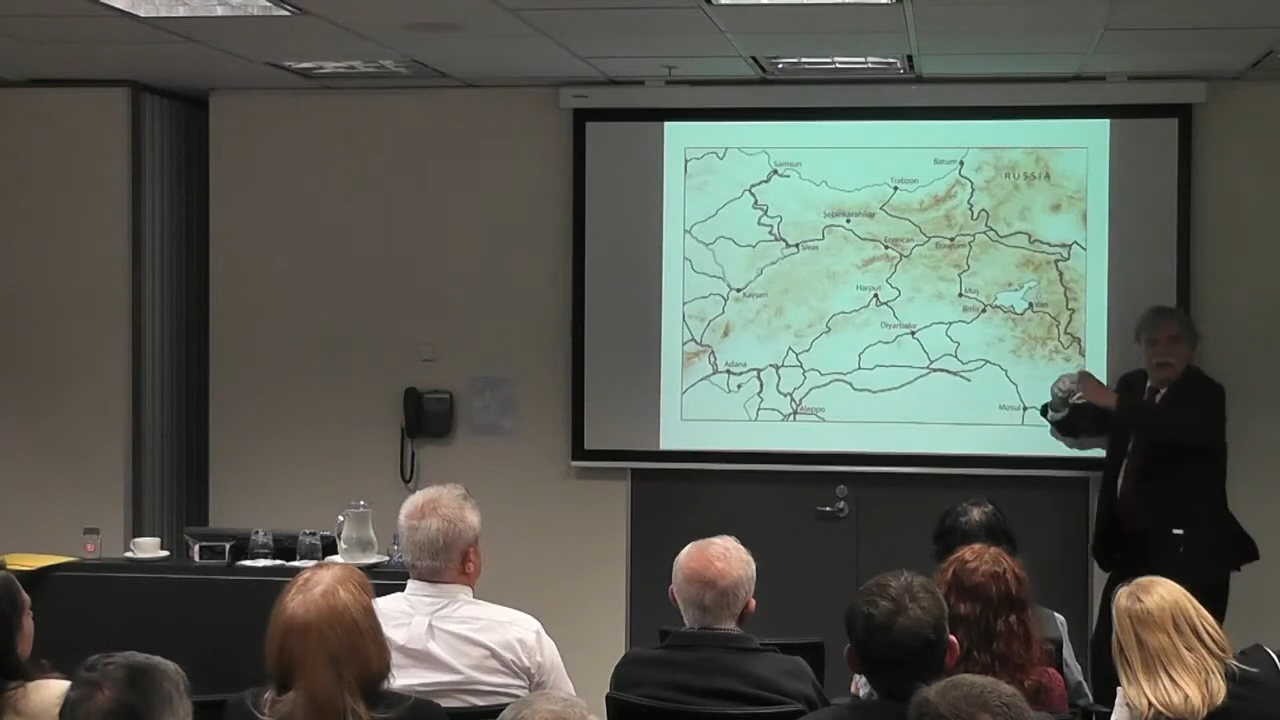 Samsun
Batum
RUSSIA
Trabzon
Şebinkarahisar
Sivas
Erzincan
Erzurum
Kayseri
Harput
Muş
Bitlis
Van
Diyarbakır
Adana
Aleppo
Mosul